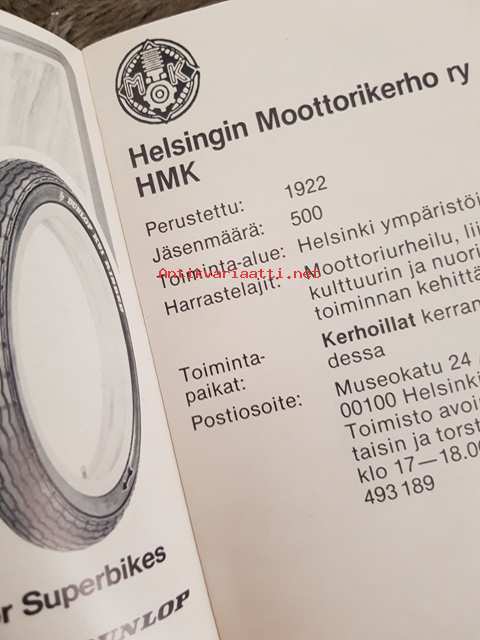 DUNLOP
r Superbikes
DUNLOP
M K
Helsingin Moottorikerho ry
HMK
Perustettu: 1922
Jäsenmäärä: 500
Toiminta-alue: Helsinki ympäristöi
Harrastelajit: Moottoriurheilu, lii
kulttuurin ja nuori
toiminnan kehittä
Kerhoillat kerran
dessa
Toiminta-
paikat:
Museokatu 24
Postiosoite:
00100 Helsinki
Toimisto avoi
taisin ja torst
klo 17—18.0
493 189
Antikvariaatti.net